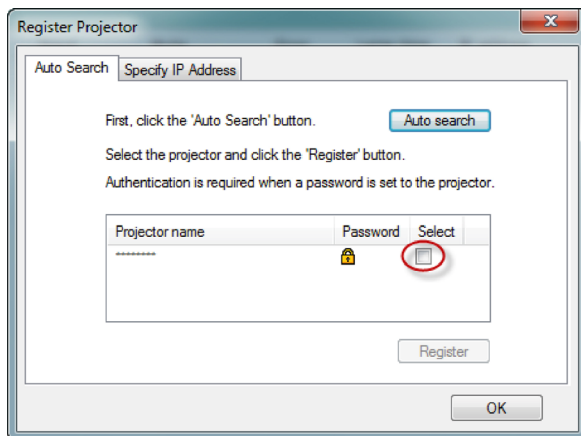 Register Projector
Auto Search
Specify IP Address
First, click the 'Auto Search' button.
Auto search
Select the projector and click the 'Register' button.
Authentication is required when a password is set to the projector.
Projector name
Password
Select
********
Register
OK